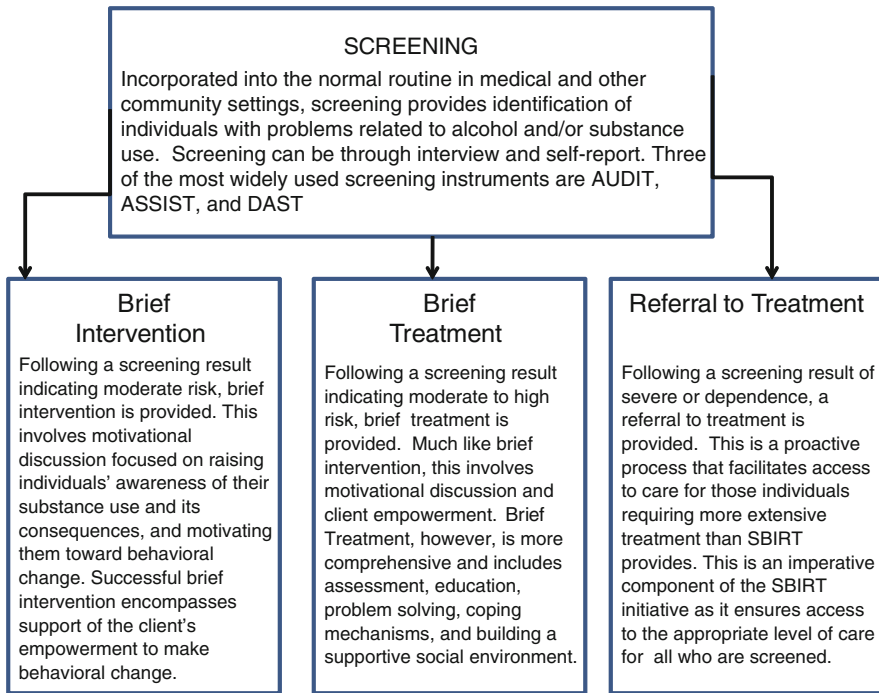 SCREENING
Incorporated into the normal routine in medical and other
community settings, screening provides identification of
individuals with problems related to alcohol and/or substance
use.  Screening can be through interview and self-report. Three
of the most widely used screening instruments are AUDIT,
ASSIST, and DAST
Brief
Intervention
Following a screening result
indicating moderate risk, brief
intervention is provided. This
involves motivational
discussion focused on raising
individuals’ awareness of their
substance use and its
consequences, and motivating
them toward behavioral
change. Successful brief
intervention encompasses
support of the client’s
empowerment to make
behavioral change.
Brief
Treatment
Following a screening result
indicating moderate to high
risk, brief  treatment is
provided.  Much like brief
intervention, this involves
motivational discussion and
client empowerment. Brief
Treatment, however, is more
comprehensive and includes
assessment, education,
problem solving, coping
mechanisms, and building a
supportive social environment.
Referral to Treatment
Following a screening result of
severe or dependence, a
referral to treatment is
provided.  This is a proactive
process that facilitates access
to care for those individuals
requiring more extensive
treatment than SBIRT
provides. This is an imperative
component of the SBIRT
initiative as it ensures access
to the appropriate level of care
for  all who are screened.